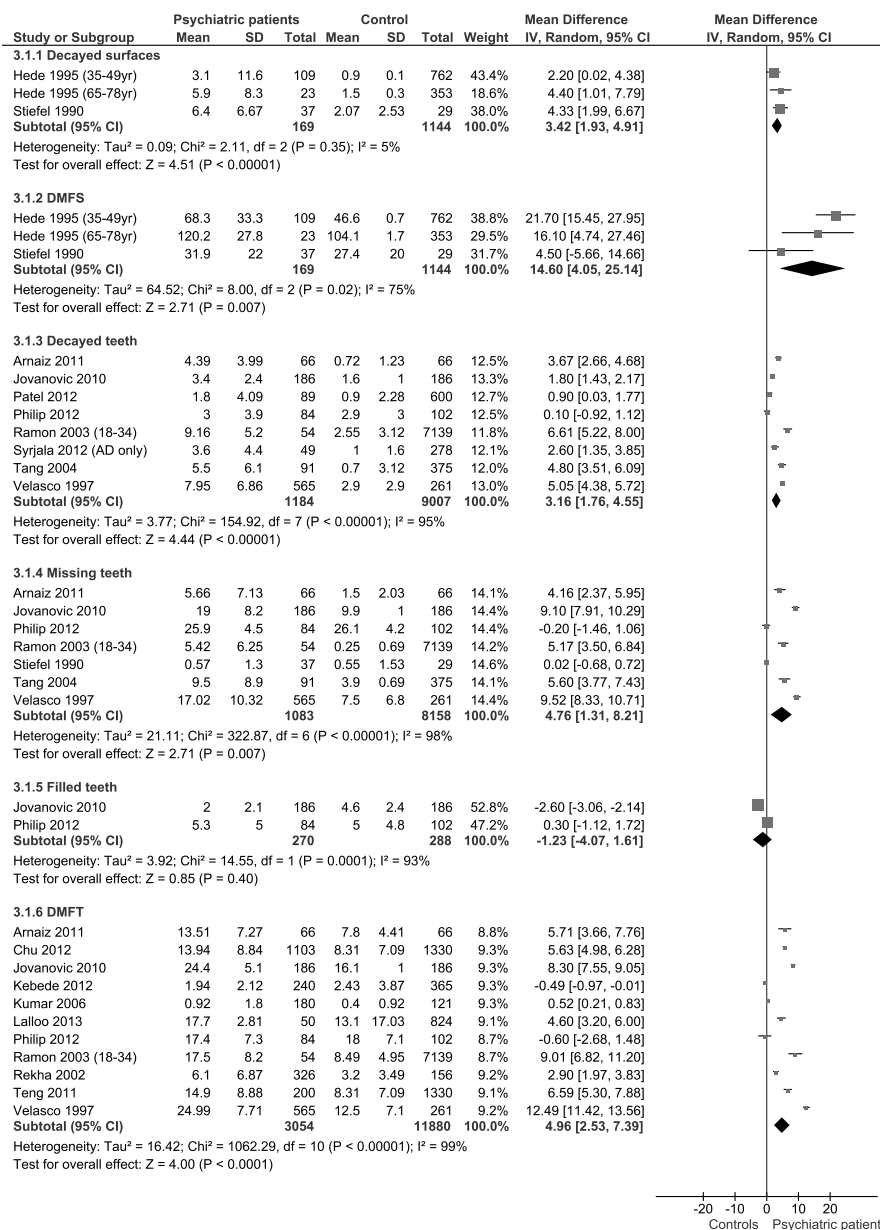 Psychiatric patients Control Mean Difference Mean Difference
Study or Subgroup Mean SD Total Mean SD Total Weight IV, Random, 95% CI IV, Random, 95% CI
3.1.1 Decayed surfaces
Hede 1995 (35-49yr) 3.1 11.6 109 0.9 0.1 762 43.4% 2.20 [0.02, 4.38]
Hede 1995 (65-78yr) 5.9 8.3 23 1.5 0.3 353 18.6% 4.40 [1.01, 7.79]
Stiefel 1990 6.4 6.67 37 2.07 2.53 29 38.0% 4.33 [1.99, 6.67]
Subtotal (95% CI) 169 1144 100.0% 3.42 [1.93, 4.91]
Heterogeneity: Tau² = 0.09; Chi² = 2.11, df = 2 (P = 0.35); I² = 5%
Test for overall effect: Z = 4.51 (P < 0.00001)
3.1.2 DMFS
Hede 1995 (35-49yr) 68.3 33.3 109 46.6 0.7 762 38.8% 21.70 [15.45, 27.95]
Hede 1995 (65-78yr) 120.2 27.8 23 104.1 1.7 353 29.5% 16.10 [4.74, 27.46]
Stiefel 1990 31.9 22 37 27.4 20 29 31.7% 4.50 [-5.66, 14.66]
Subtotal (95% CI) 169 1144 100.0% 14.60 [4.05, 25.14]
Heterogeneity: Tau² = 64.52; Chi² = 8.00, df = 2 (P = 0.02); I² = 75%
Test for overall effect: Z = 2.71 (P = 0.007)
3.1.3 Decayed teeth
Arnaiz 2011 4.39 3.99 66 0.72 1.23 66 12.5% 3.67 [2.66, 4.68]
Jovanovic 2010 3.4 2.4 186 1.6 1 186 13.3% 1.80 [1.43, 2.17]
Patel 2012 1.8 4.09 89 0.9 2.28 600 12.7% 0.90 [0.03, 1.77]
Philip 2012 3 3.9 84 2.9 3 102 12.5% 0.10 [-0.92, 1.12]
Ramon 2003 (18-34) 9.16 5.2 54 2.55 3.12 7139 11.8% 6.61 [5.22, 8.00]
Syrjala 2012 (AD only) 3.6 4.4 49 1 1.6 278 12.1% 2.60 [1.35, 3.85]
Tang 2004 5.5 6.1 91 0.7 3.12 375 12.0% 4.80 [3.51, 6.09]
Velasco 1997 7.95 6.86 565 2.9 2.9 261 13.0% 5.05 [4.38, 5.72]
Subtotal (95% CI) 1184 9007 100.0% 3.16 [1.76, 4.55]
Heterogeneity: Tau² = 3.77; Chi² = 154.92, df = 7 (P < 0.00001); I² = 95%
Test for overall effect: Z = 4.44 (P < 0.00001)
3.1.4 Missing teeth
Arnaiz 2011 5.66 7.13 66 1.5 2.03 66 14.1% 4.16 [2.37, 5.95]
Jovanovic 2010 19 8.2 186 9.9 1 186 14.4% 9.10 [7.91, 10.29]
Philip 2012 25.9 4.5 84 26.1 4.2 102 14.4% -0.20 [-1.46, 1.06]
Ramon 2003 (18-34) 5.42 6.25 54 0.25 0.69 7139 14.2% 5.17 [3.50, 6.84]
Stiefel 1990 0.57 1.3 37 0.55 1.53 29 14.6% 0.02 [-0.68, 0.72]
Tang 2004 9.5 8.9 91 3.9 0.69 375 14.0% 5.60 [3.77, 7.43]
Velasco 1997 17.02 10.32 565 7.5 6.8 261 14.4% 9.52 [8.33, 10.71]
Subtotal (95% CI) 1083 8158 100.0% 4.76 [1.31, 8.21]
Heterogeneity: Tau² = 21.11; Chi² = 322.87, df = 6 (P < 0.00001); I² = 98%
Test for overall effect: Z = 2.71 (P = 0.007)
3.1.5 Filled teeth
Jovanovic 2010 2 2.1 186 4.6 2.4 186 52.8% -2.60 [-3.06, -2.14]
Philip 2012 5.3 5 84 5 4.8 102 47.2% 0.30 [-1.12, 1.72]
Subtotal (95% CI) 270 288 100.0% -1.23 [-4.07, 1.61]
Heterogeneity: Tau² = 3.92; Chi² = 14.55, df = 1 (P = 0.0001); I² = 93%
Test for overall effect: Z = 0.85 (P = 0.40)
3.1.6 DMFT
Arnaiz 2011 13.51 7.27 66 7.8 4.41 66 8.8% 5.71 [3.66, 7.76]
Chu 2012 13.94 8.84 1103 8.31 7.09 1330 9.3% 5.63 [4.98, 6.28]
Jovanovic 2010 24.4 5.1 186 16.1 1 186 9.3% 8.30 [7.55, 9.05]
Kebede 2012 1.94 2.12 240 2.43 3.87 365 9.3% -0.49 [-0.97, -0.01]
Kumar 2006 0.92 1.8 180 0.4 0.92 121 9.4% 0.52 [0.21, 0.83]
Lalloo 2013 17.7 2.81 50 13.1 17.03 824 9.1% 4.60 [3.20, 6.00]
Philip 2012 17.4 7.3 84 18 7.1 102 8.7% -0.60 [-2.68, 1.48]
Ramon 2003 (18-34) 17.5 8.2 54 8.49 4.95 7139 8.7% 9.01 [6.82, 11.20]
Rekha 2002 6.1 6.87 326 3.2 3.49 156 9.2% 2.90 [1.97, 3.83]
Teng 2011 14.9 8.88 200 8.31 7.09 1330 9.1% 6.59 [5.30, 7.88]
Velasco 1997 24.99 7.71 565 12.5 7.1 261 9.2% 12.49 [11.42, 13.56]
Subtotal (95% CI) 3054 11880 100.0% 4.96 [2.53, 7.39]
Heterogeneity: Tau² = 16.42; Chi² = 1062.29, df = 10 (P < 0.00001); I² = 99%
Test for overall effect: Z = 4.00 (P < 0.0001)
-20 -10 0 10 20
Controls Psychiatric patient